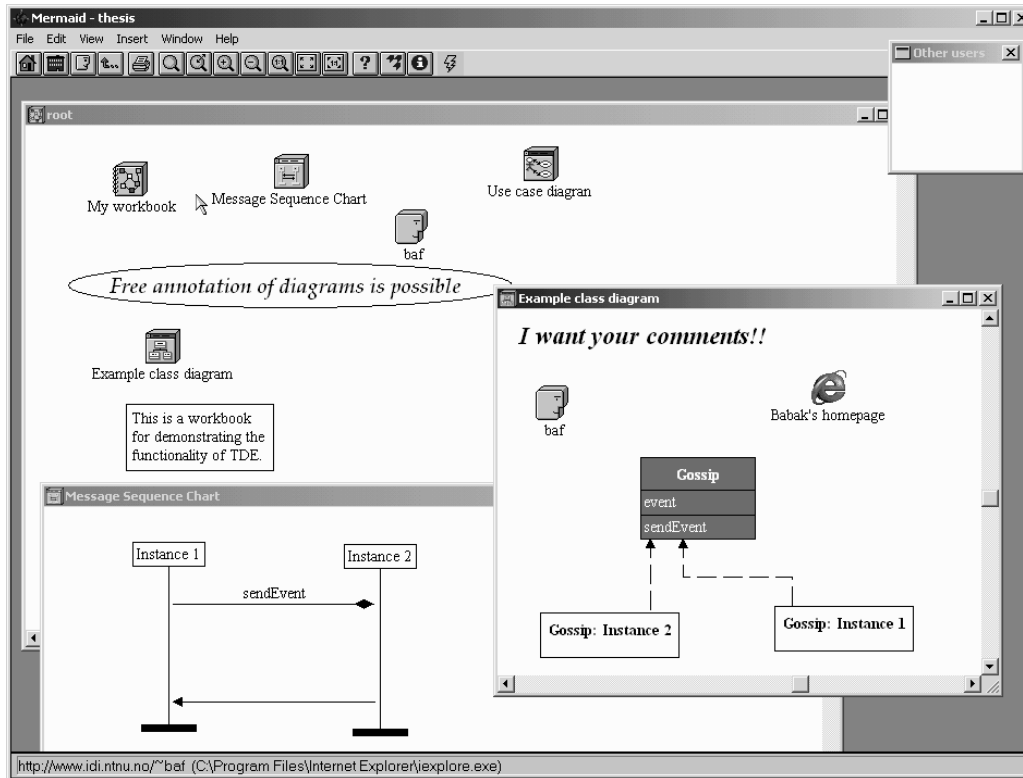 Mermaid - thesis
File Edit View Insert Window Help
Other users
root
My workbook
Message Sequence Chart
Use case diagran
baf
Free annotation of diagrams is possible
Example class diagram
This is a workbook
for demonstrating the
functionality of TDE.
Example class diagram
I want your comments!!
baf
Babak's homepage
Gossip
event
sendEvent
Gossip: Instance 2
Gossip: Instance 1
Message Sequence Chart
Instance 1
Instance 2
sendEvent
http://www.idi.ntnu.no/~baf (C:\Program Files\Internet Explorer\iexplore.exe)